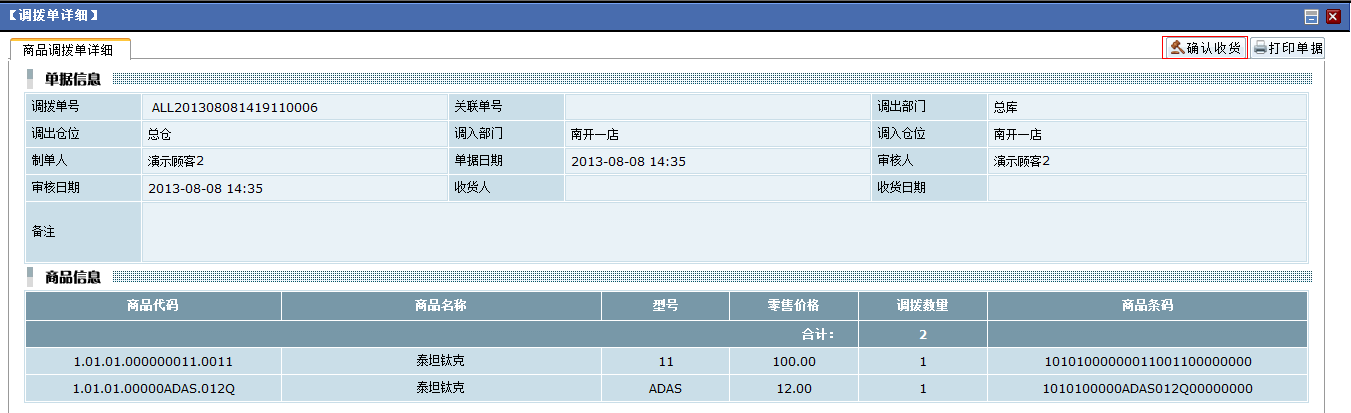 【调拨单详细】
商品调拨单详细 确认收货 打印单据
单据信息
调拨单号 ALL201308081419110006 关联单号 调出部门 总库
调出仓位 总仓 调入部门 南开一店 调入仓位 南开一店
制单人 演示顾客2 单据日期 2013-08-08 14:35 审核人 演示顾客2
审核日期 2013-08-08 14:35 收货人 收货日期
备注
商品信息
商品代码 商品名称 型号 零售价格 调拨数量 商品条码
合计： 2
1.01.01.000000011.0011 泰坦钛克 11 100.00 1 10101000000011001100000000
1.01.01.00000ADAS.012Q 泰坦钛克 ADAS 12.00 1 1010100000ADAS012Q00000000